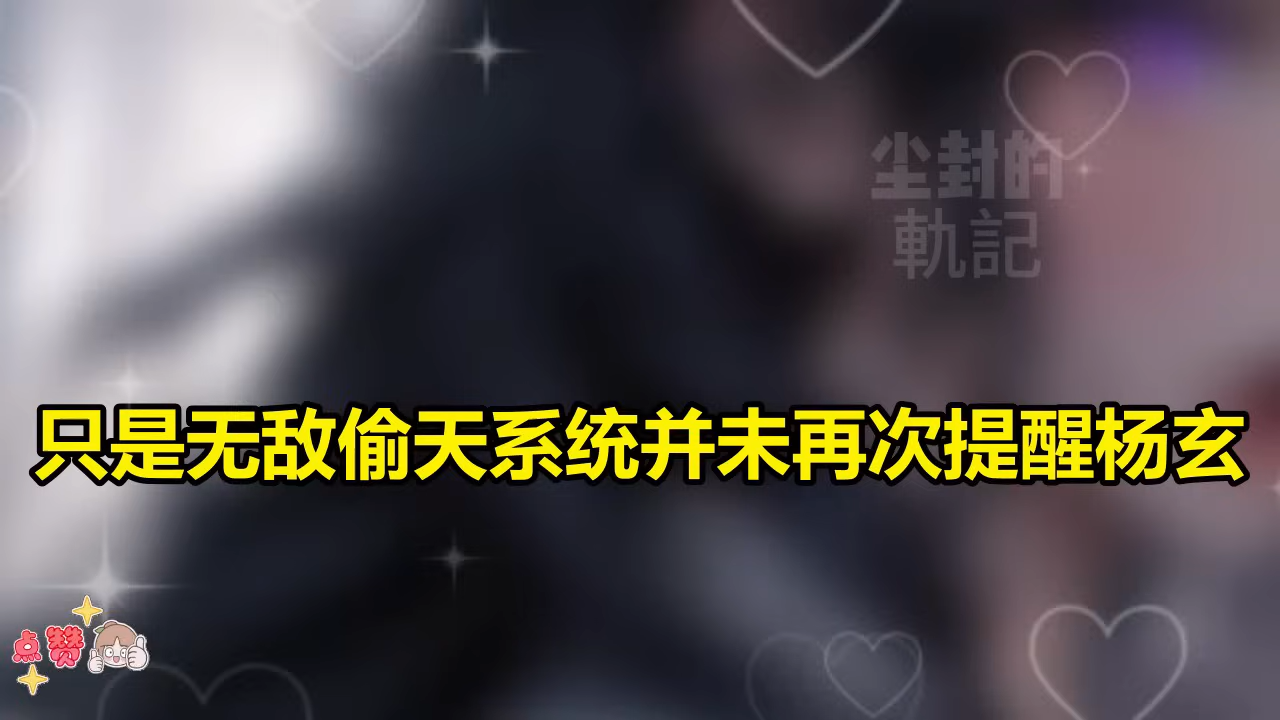 尘封的
軌記
只是无敌偷天系统并未再次提醒杨玄
点赞